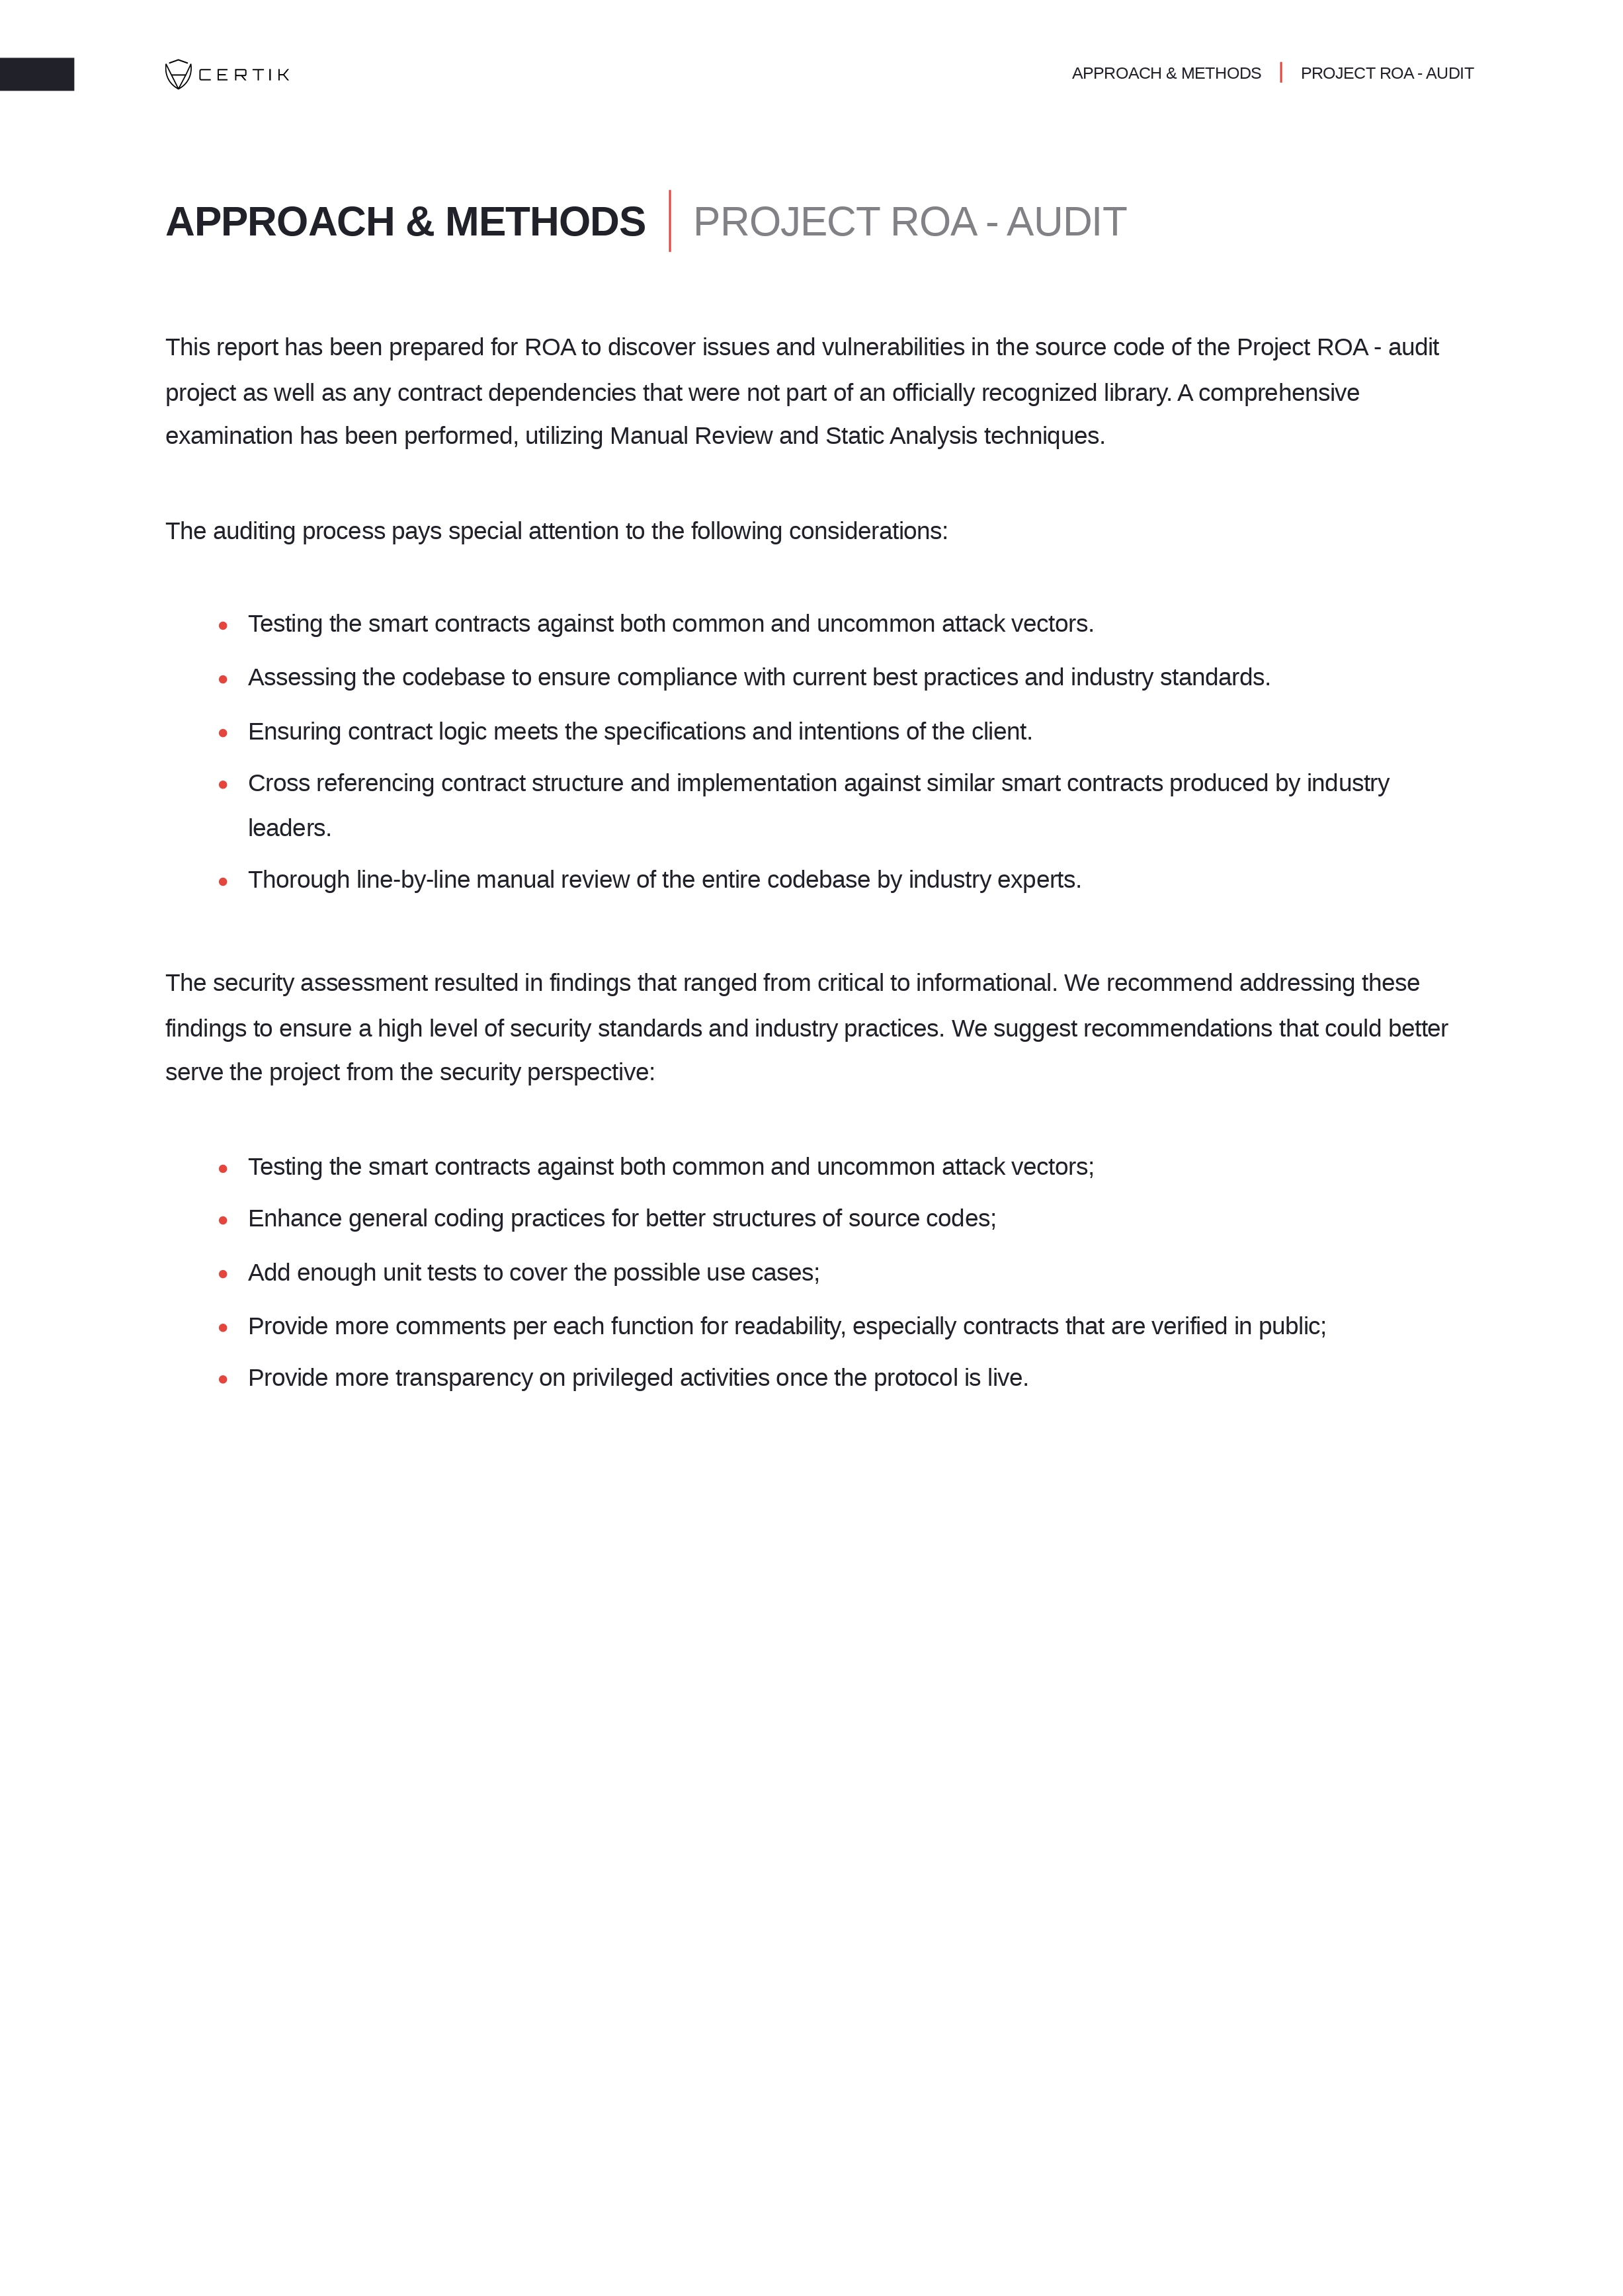 CERTIK
APPROACH & METHODS | PROJECT ROA - AUDIT
APPROACH & METHODS | PROJECT ROA - AUDIT
This report has been prepared for ROA to discover issues and vulnerabilities in the source code of the Project ROA - audit
project as well as any contract dependencies that were not part of an officially recognized library. A comprehensive
examination has been performed, utilizing Manual Review and Static Analysis techniques.
The auditing process pays special attention to the following considerations:
• Testing the smart contracts against both common and uncommon attack vectors.
• Assessing the codebase to ensure compliance with current best practices and industry standards.
• Ensuring contract logic meets the specifications and intentions of the client.
• Cross referencing contract structure and implementation against similar smart contracts produced by industry
leaders.
• Thorough line-by-line manual review of the entire codebase by industry experts.
The security assessment resulted in findings that ranged from critical to informational. We recommend addressing these
findings to ensure a high level of security standards and industry practices. We suggest recommendations that could better
serve the project from the security perspective:
• Testing the smart contracts against both common and uncommon attack vectors;
• Enhance general coding practices for better structures of source codes;
• Add enough unit tests to cover the possible use cases;
• Provide more comments per each function for readability, especially contracts that are verified in public;
• Provide more transparency on privileged activities once the protocol is live.